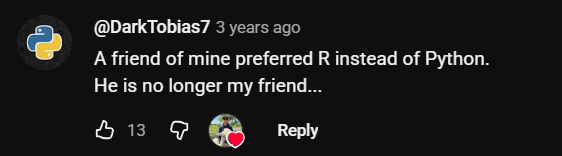 @DarkTobias7 3 years ago
A friend of mine preferred R instead of Python.
He is no longer my friend...
13 Reply